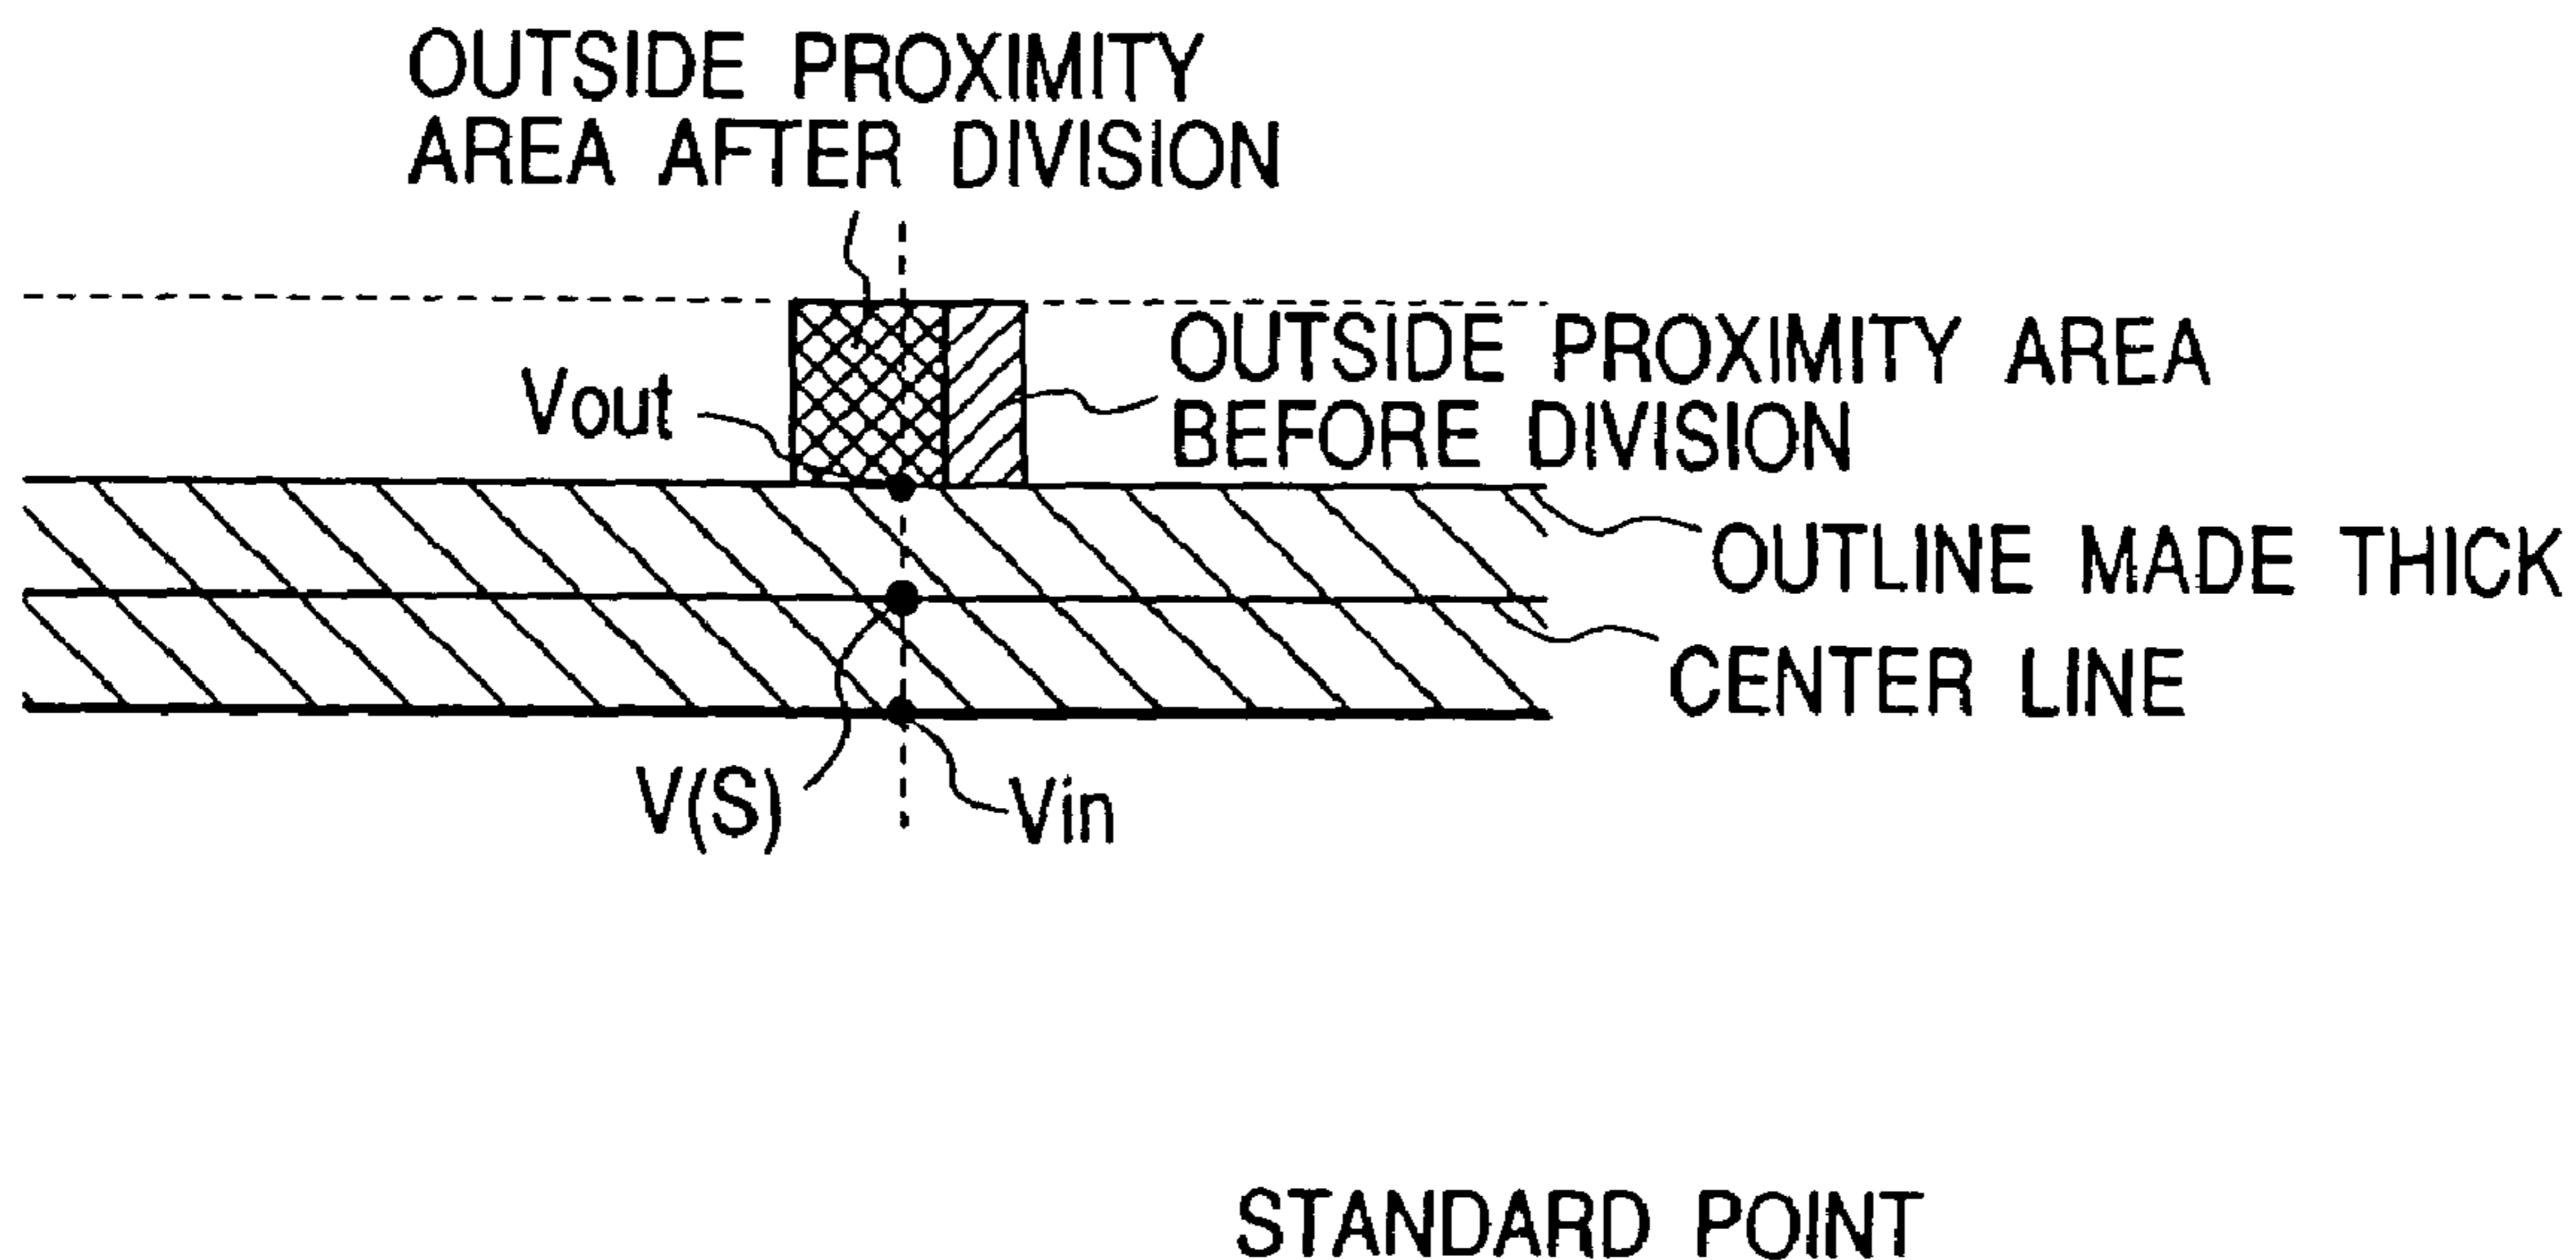 OUTSIDE PROXIMITY
AREA AFTER DIVISION
OUTSIDE PROXIMITY AREA
BEFORE DIVISION
Vout
OUTLINE MADE THICK
CENTER LINE
V(S)
Vin
STANDARD POINT